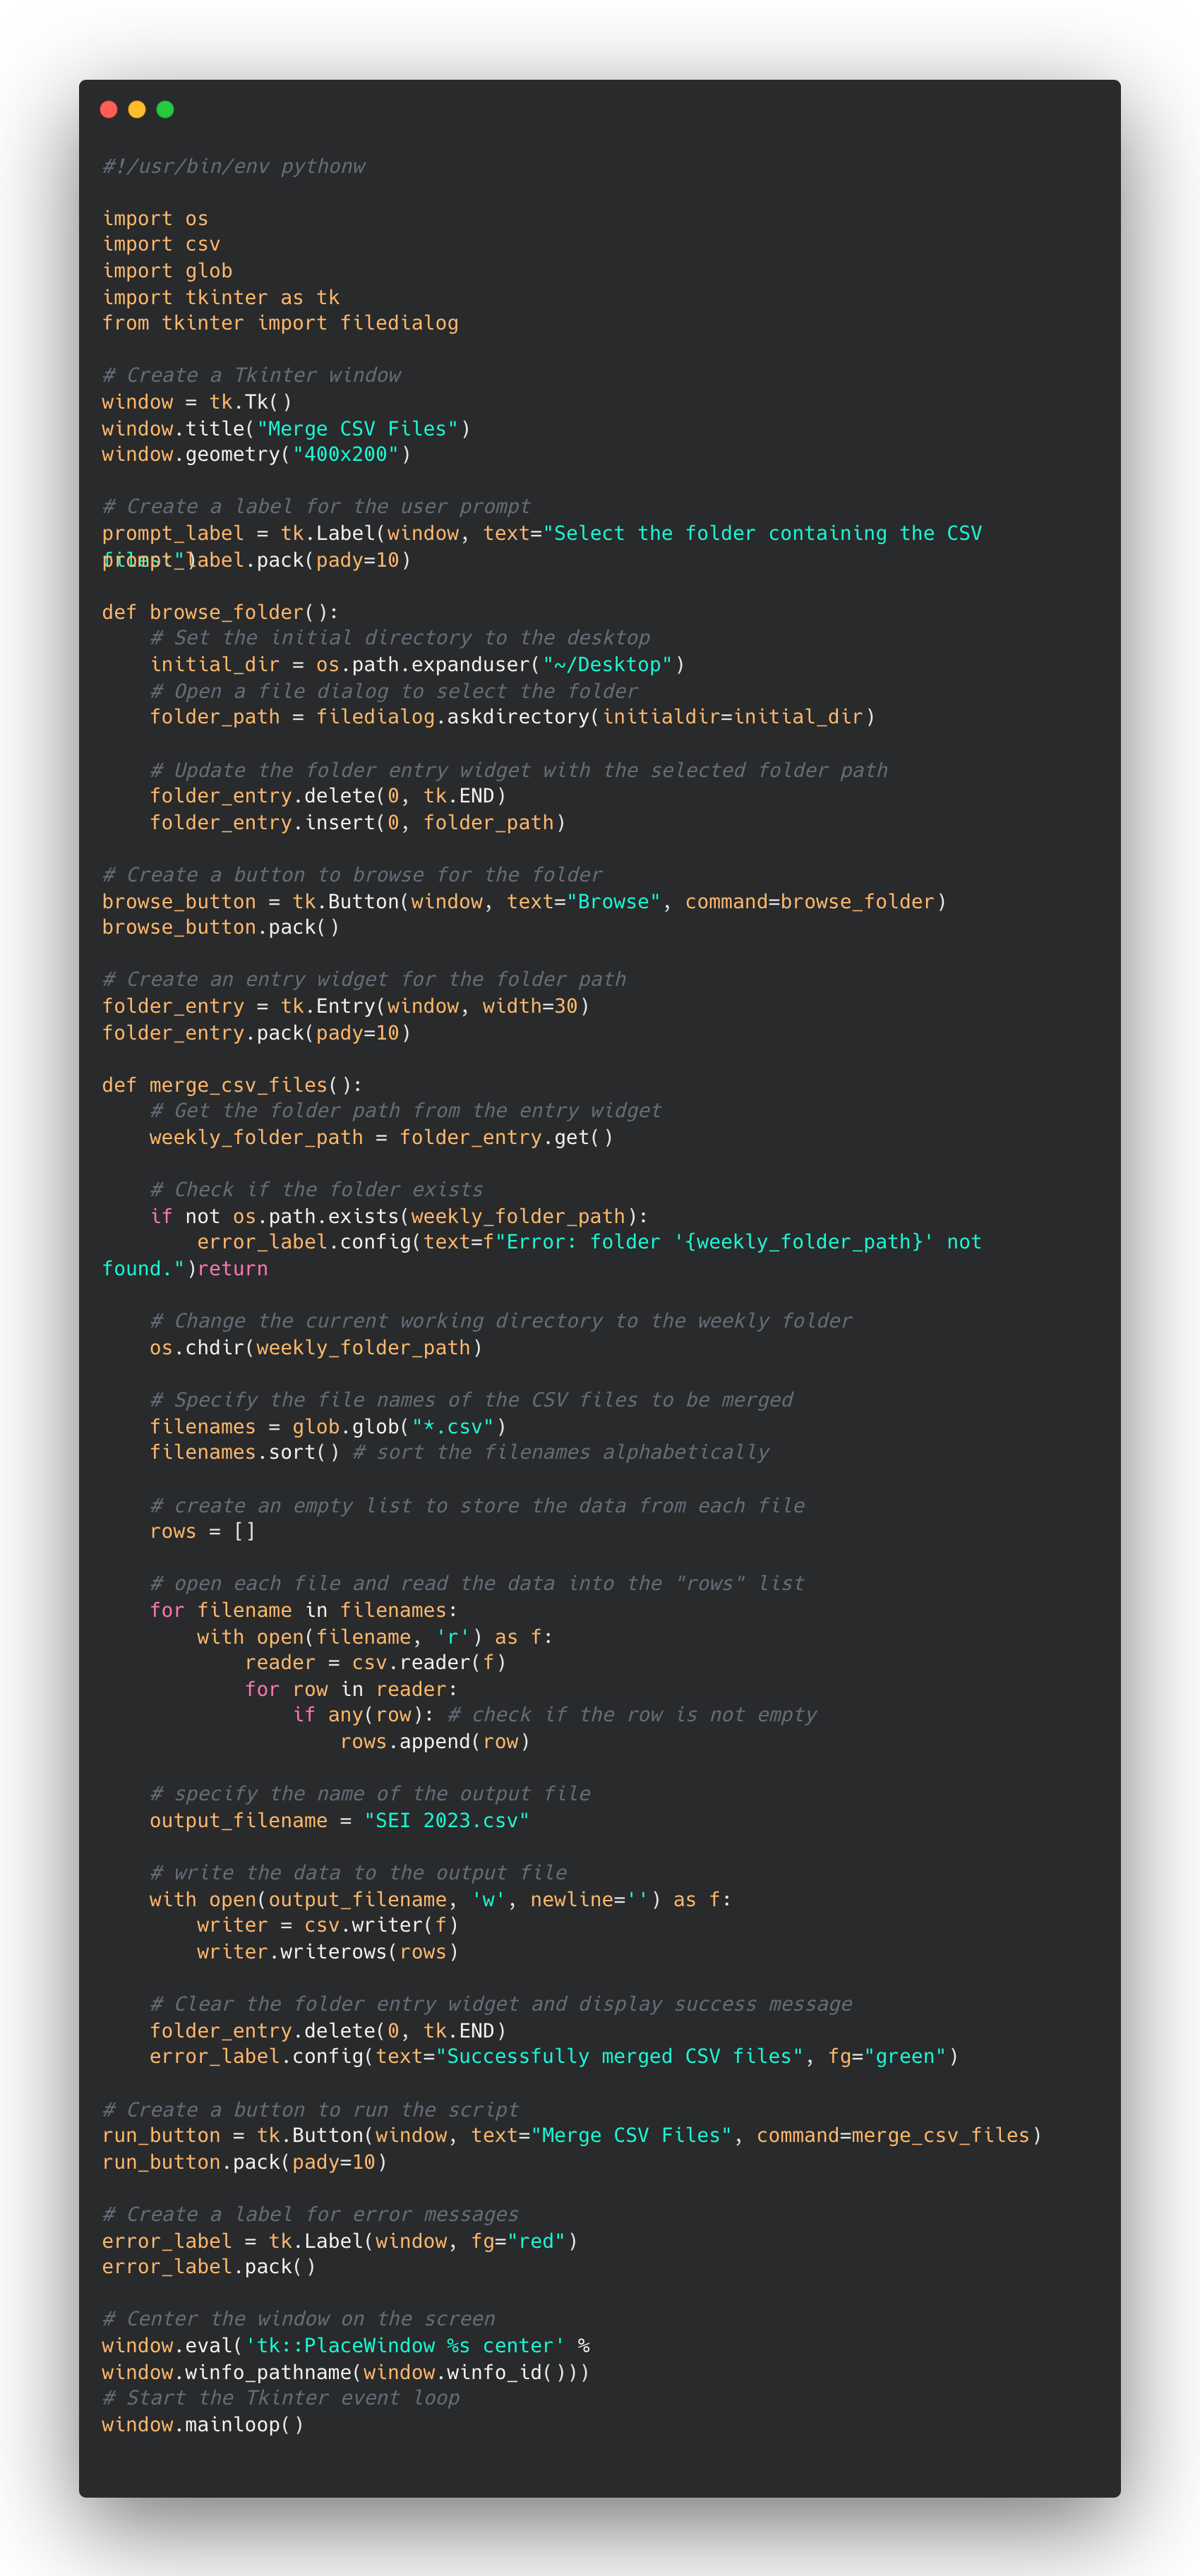 #!/usr/bin/env pythonw

import os
import csv
import glob
import tkinter as tk
from tkinter import filedialog

# Create a Tkinter window
window = tk.Tk()
window.title("Merge CSV Files")
window.geometry("400x200")

# Create a label for the user prompt
prompt_label = tk.Label(window, text="Select the folder containing the CSV
files:")
prompt_label.pack(pady=10)

def browse_folder():
    # Set the initial directory to the desktop
    initial_dir = os.path.expanduser("~/Desktop")
    # Open a file dialog to select the folder
    folder_path = filedialog.askdirectory(initialdir=initial_dir)

    # Update the folder entry widget with the selected folder path
    folder_entry.delete(0, tk.END)
    folder_entry.insert(0, folder_path)

# Create a button to browse for the folder
browse_button = tk.Button(window, text="Browse", command=browse_folder)
browse_button.pack()

# Create an entry widget for the folder path
folder_entry = tk.Entry(window, width=30)
folder_entry.pack(pady=10)

def merge_csv_files():
    # Get the folder path from the entry widget
    weekly_folder_path = folder_entry.get()

    # Check if the folder exists
    if not os.path.exists(weekly_folder_path):
        error_label.config(text=f"Error: folder '{weekly_folder_path}' not
found.")return

    # Change the current working directory to the weekly folder
    os.chdir(weekly_folder_path)

    # Specify the file names of the CSV files to be merged
    filenames = glob.glob("*.csv")
    filenames.sort() # sort the filenames alphabetically

    # create an empty list to store the data from each file
    rows = []

    # open each file and read the data into the "rows" list
    for filename in filenames:
        with open(filename, 'r') as f:
            reader = csv.reader(f)
            for row in reader:
                if any(row): # check if the row is not empty
                    rows.append(row)

    # specify the name of the output file
    output_filename = "SEI 2023.csv"

    # write the data to the output file
    with open(output_filename, 'w', newline='') as f:
        writer = csv.writer(f)
        writer.writerows(rows)

    # Clear the folder entry widget and display success message
    folder_entry.delete(0, tk.END)
    error_label.config(text="Successfully merged CSV files", fg="green")

# Create a button to run the script
run_button = tk.Button(window, text="Merge CSV Files", command=merge_csv_files)
run_button.pack(pady=10)

# Create a label for error messages
error_label = tk.Label(window, fg="red")
error_label.pack()

# Center the window on the screen
window.eval('tk::PlaceWindow %s center' %
window.winfo_pathname(window.winfo_id()))
# Start the Tkinter event loop
window.mainloop()